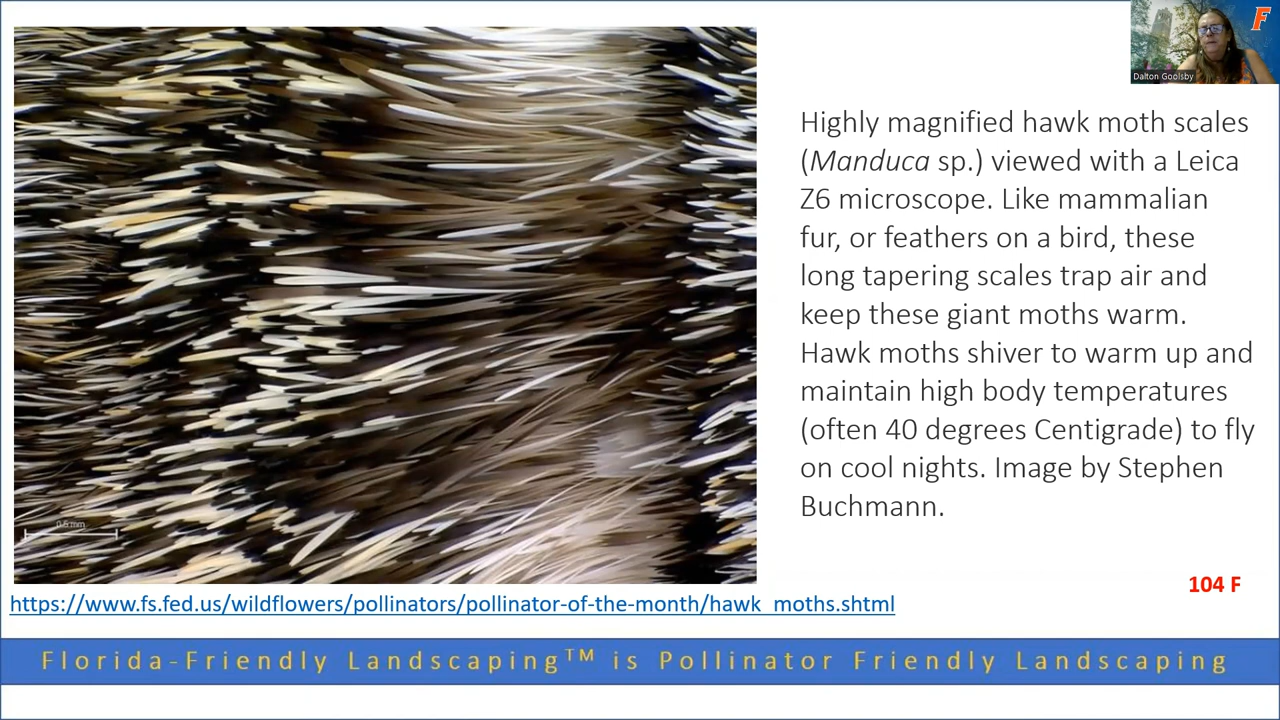 F
Dalton Goolsby
Highly magnified hawk moth scales
(Manduca sp.) viewed with a Leica
Z6 microscope. Like mammalian
fur, or feathers on a bird, these
long tapering scales trap air and
keep these giant moths warm.
Hawk moths shiver to warm up and
maintain high body temperatures
(often 40 degrees Centigrade) to fly
on cool nights. Image by Stephen
Buchmann.
0.5 mm
104 F
https://www.fs.fed.us/wildflowers/pollinators/pollinator-of-the-month/hawk_moths.shtml
Florida-Friendly Landscaping™ is Pollinator Friendly Landscaping